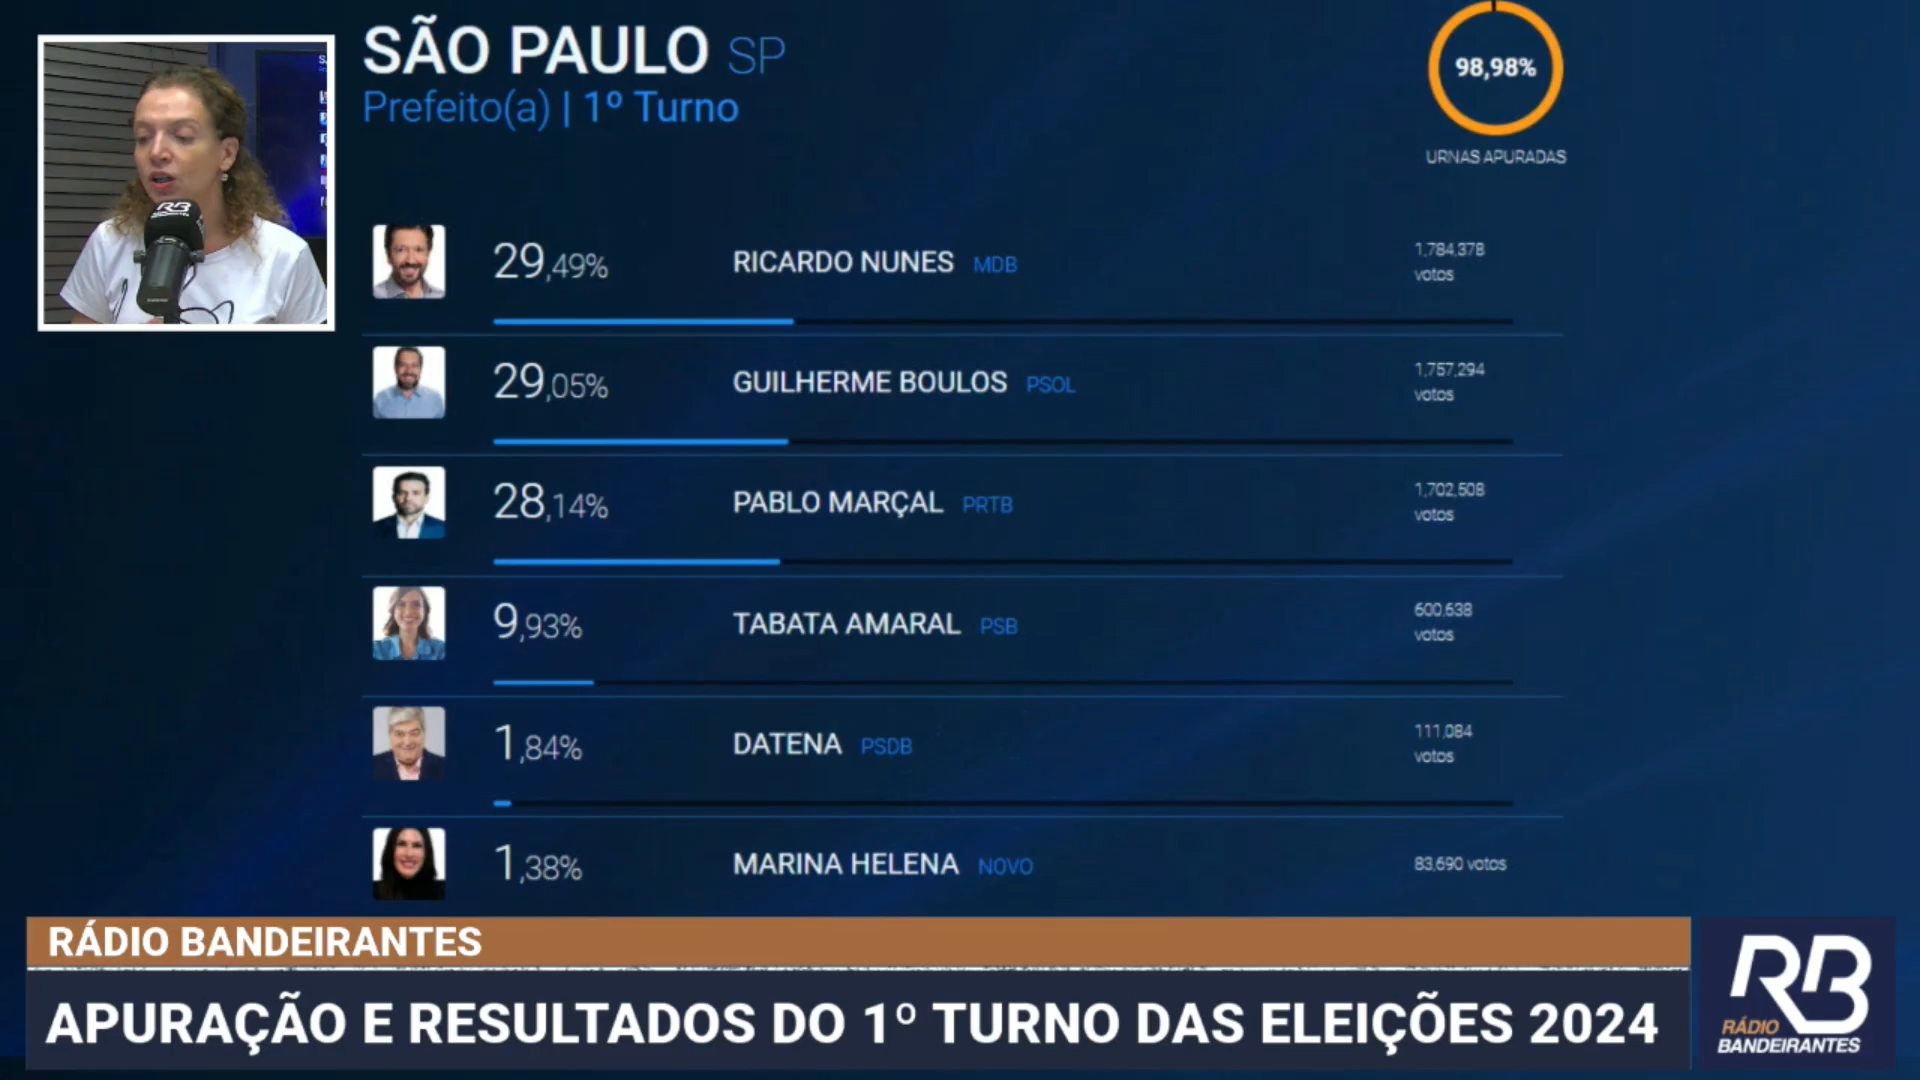 SÃO PAULO SP
Prefeito(a) | 1º Turno
98,98%
URNAS APURADAS
29,49% RICARDO NUNES MDB 1,784,378 votos
29,05% GUILHERME BOULOS PSOL 1,757,294 votos
28,14% PABLO MARÇAL PRTB 1,702,508 votos
9,93% TABATA AMARAL PSB 600,638 votos
1,84% DATENA PSDB 111,084 votos
1,38% MARINA HELENA NOVO 83,690 votos
RB
RÁDIO BANDEIRANTES
APURAÇÃO E RESULTADOS DO 1º TURNO DAS ELEIÇÕES 2024
RB
RÁDIO
BANDEIRANTES